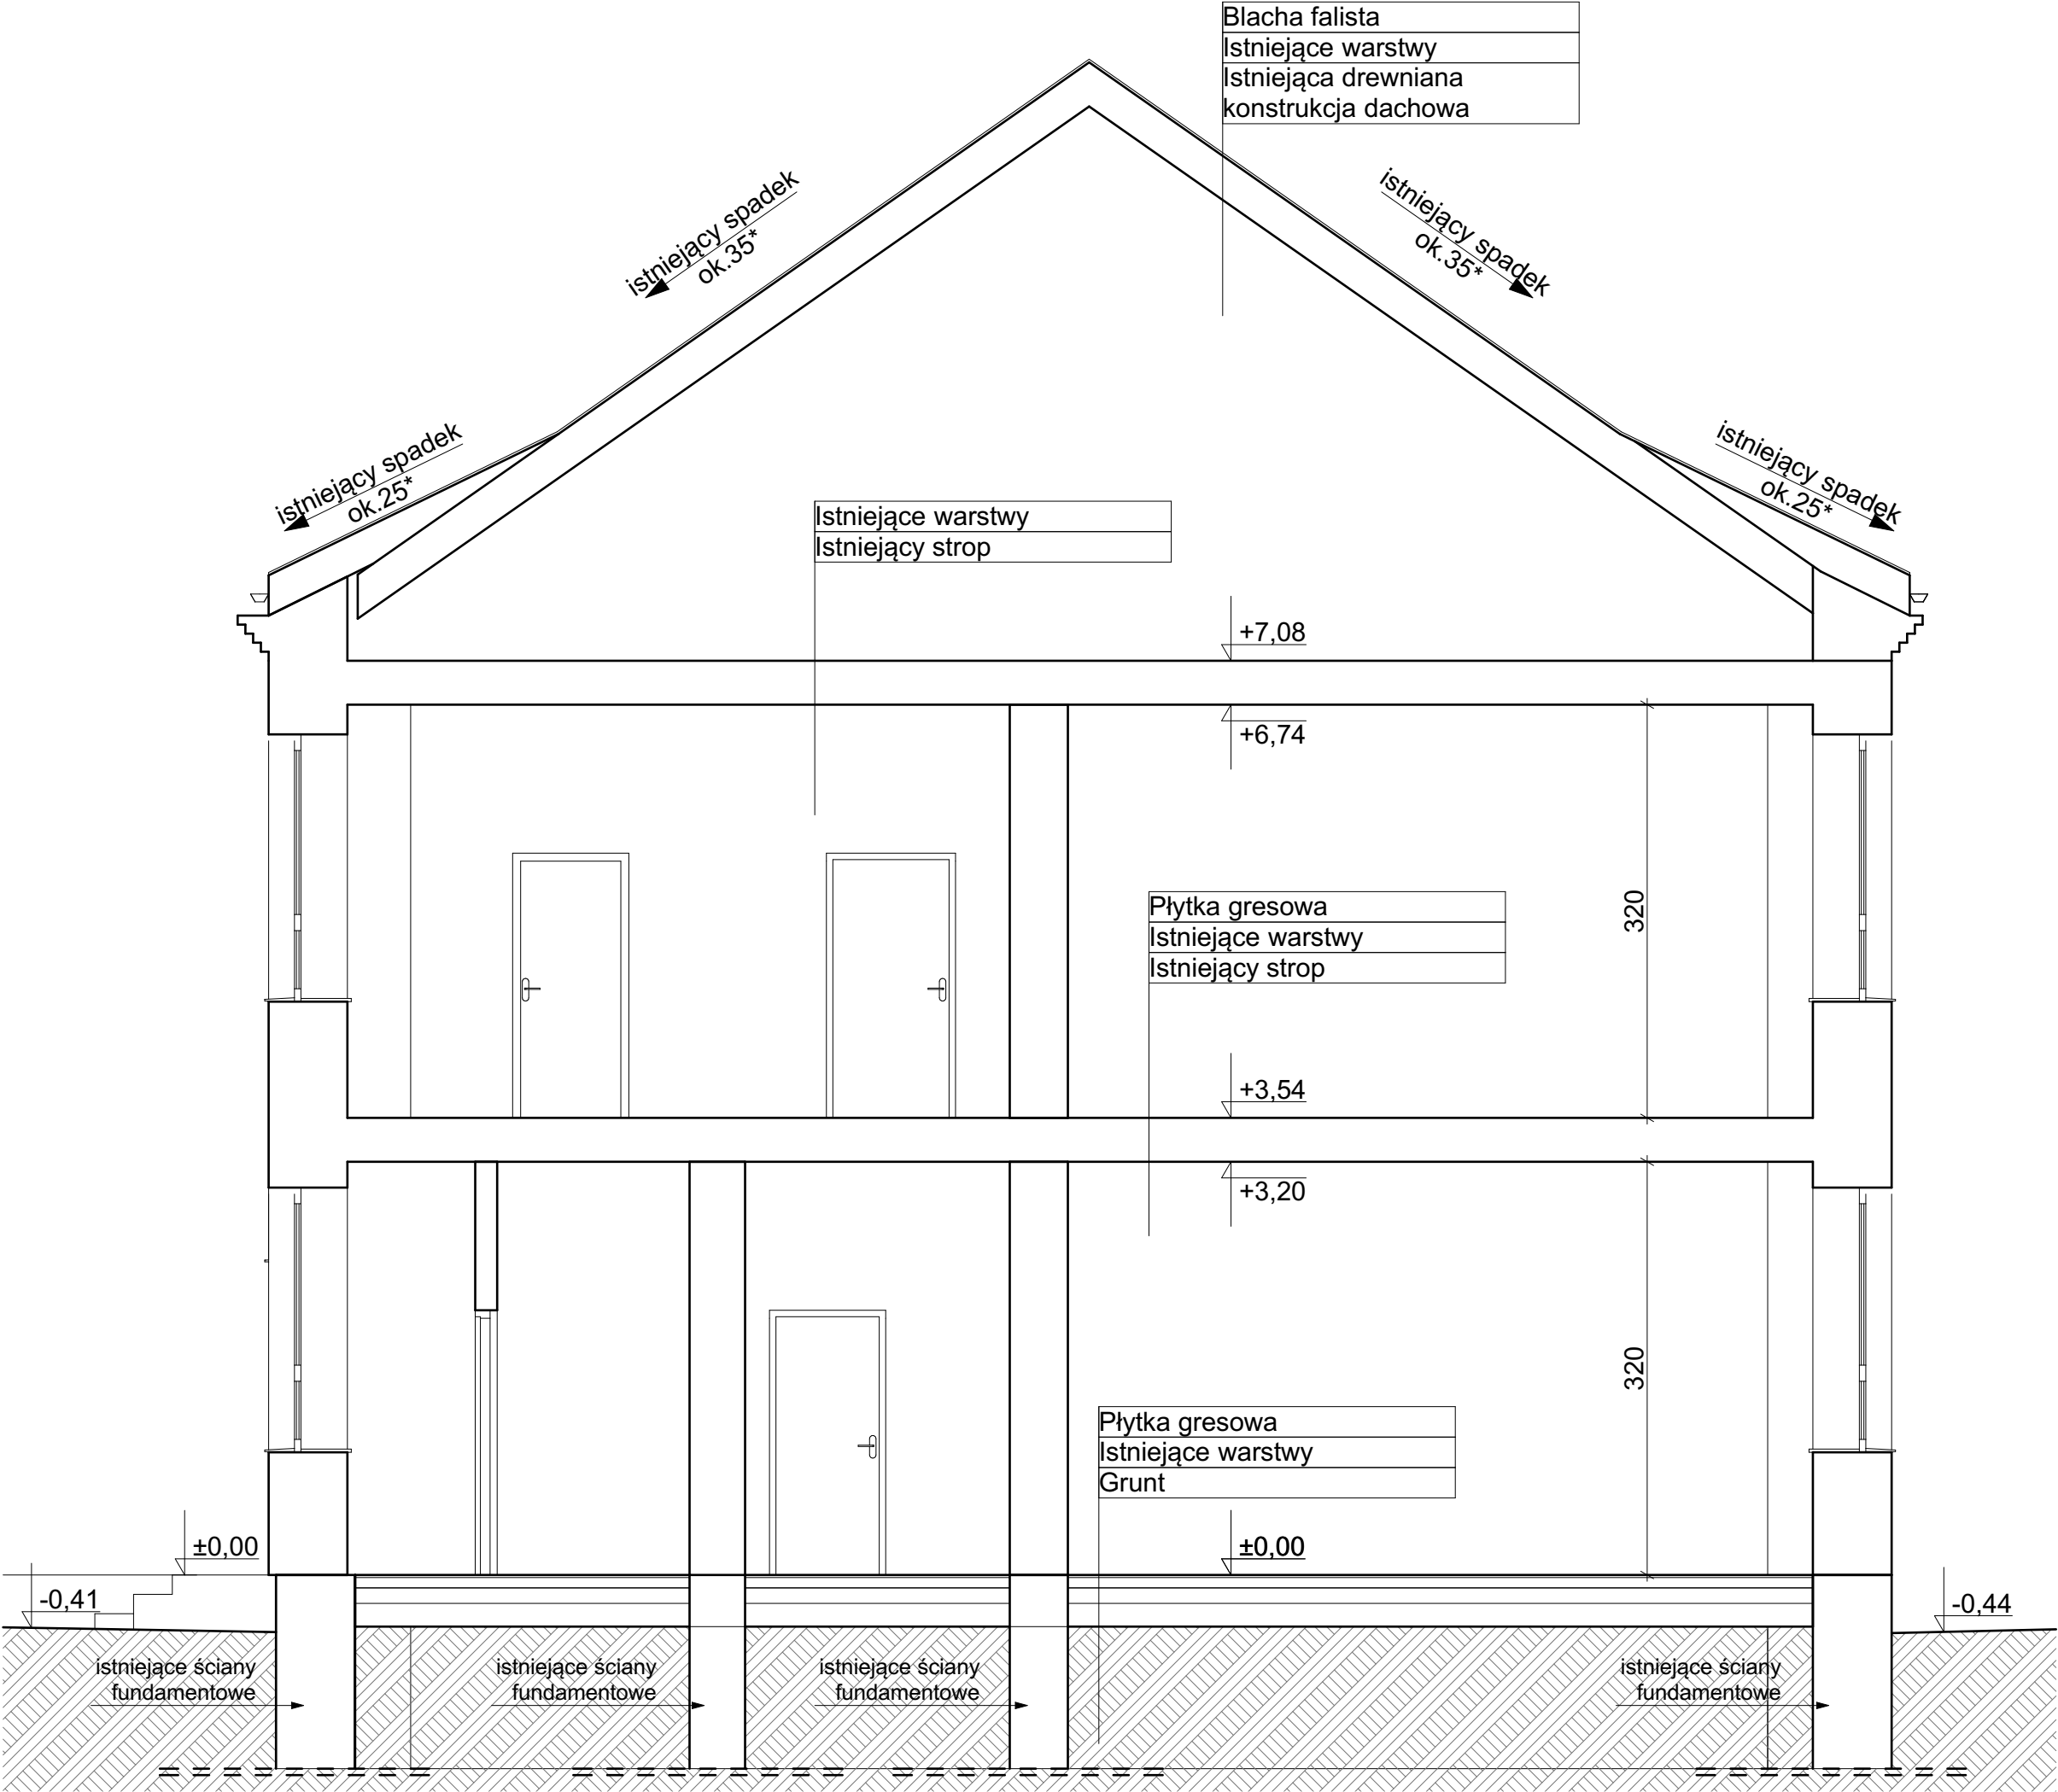 Blacha falista
Istniejące warstwy
Istniejąca drewniana
konstrukcja dachowa
istniejący spadek
ok.35*
istniejący spadek
ok.35*
istniejący spadek
ok.25*
istniejący spadek
ok.25*
Istniejące warstwy
Istniejący strop
+7,08
+6,74
320
Płytka gresowa
Istniejące warstwy
Istniejący strop
+3,54
+3,20
320
Płytka gresowa
Istniejące warstwy
Grunt
±0,00
±0,00
-0,41
-0,44
istniejące ściany
fundamentowe
istniejące ściany
fundamentowe
istniejące ściany
fundamentowe
istniejące ściany
fundamentowe